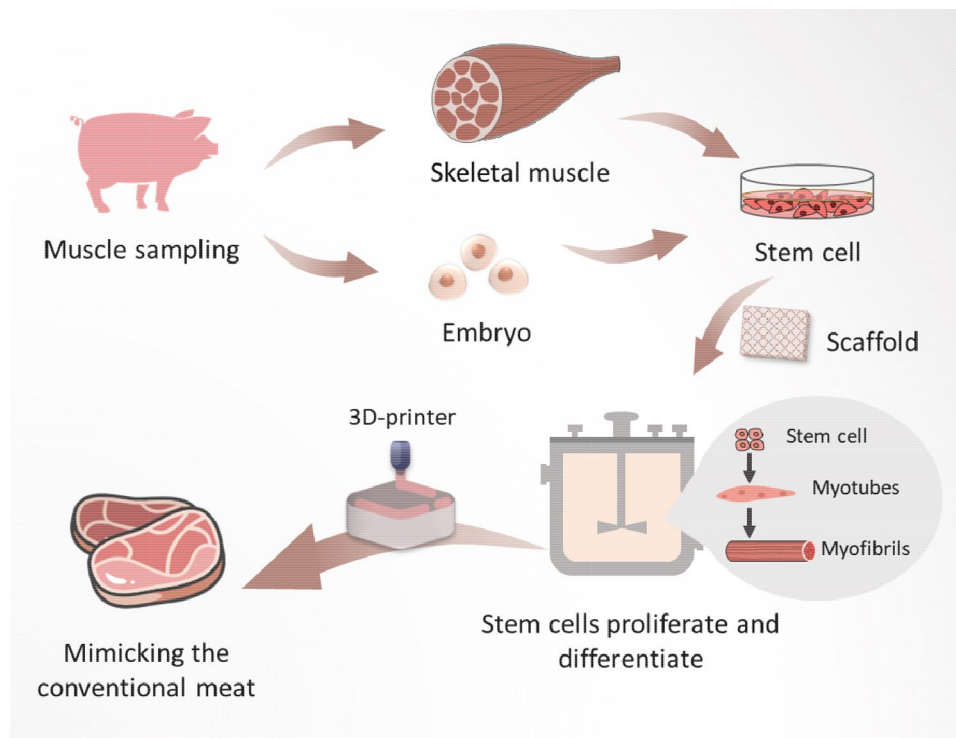 Skeletal muscle
Muscle sampling
Stem cell
Embryo
Scaffold
3D-printer
Stem cell
Myotubes
Myofibrils
Stem cells proliferate and
differentiate
Mimicking the
conventional meat